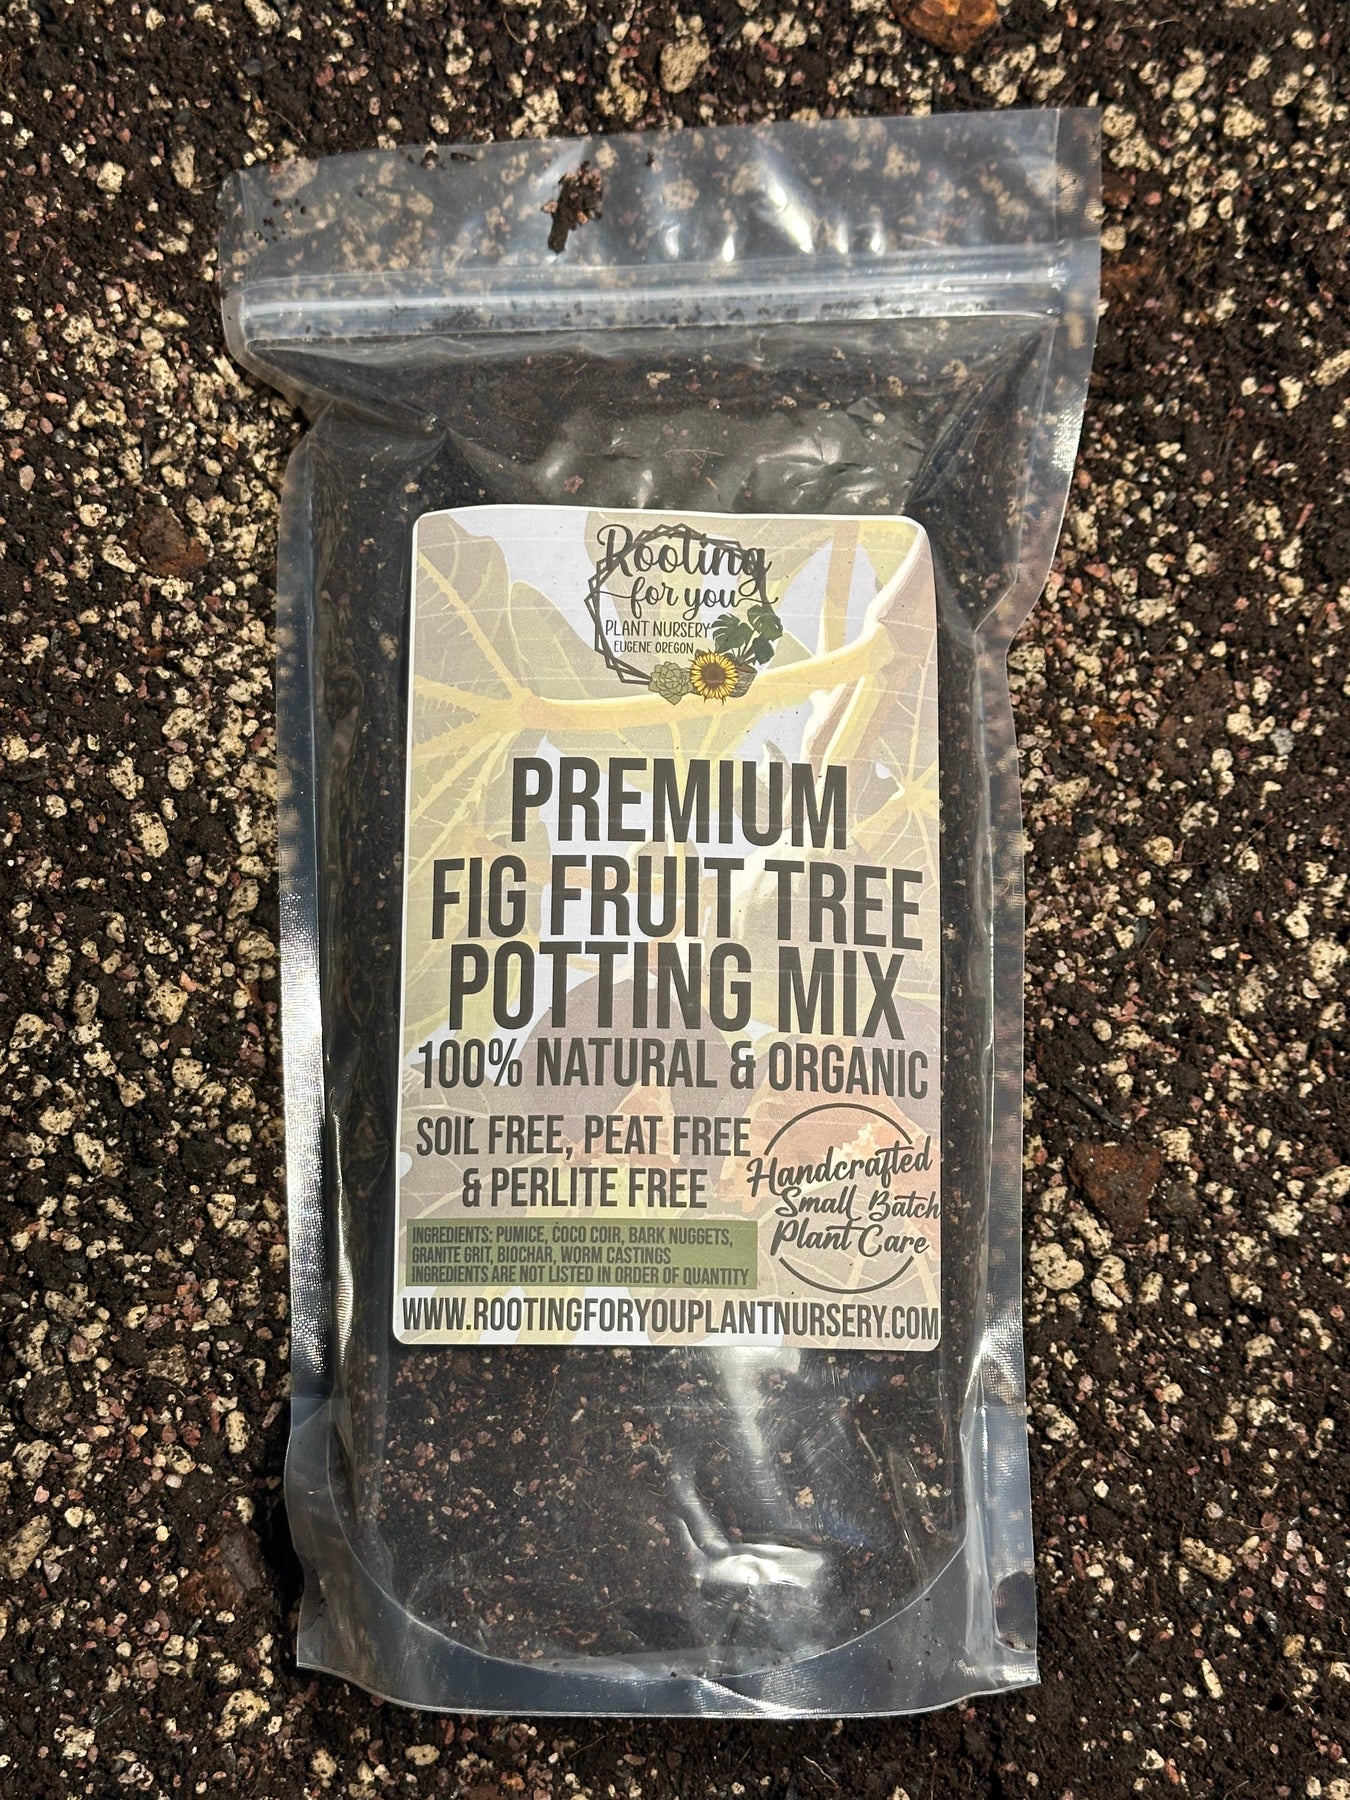 Rooting
for you
PLANT NURSERY
EUGENE OREGON
PREMIUM
FIG FRUIT TREE
POTTING MIX
100% NATURAL & ORGANIC
SOIL FREE, PEAT FREE
& PERLITE FREE
Handcrafted
Small Batch
Plant Care
INGREDIENTS: PUMICE, COCO COIR, BARK NUGGETS,
GRANITE GRIT, BIOCHAR, WORM CASTINGS
INGREDIENTS ARE NOT LISTED IN ORDER OF QUANTITY
WWW.ROOTINGFORYOUPLANTNURSERY.COM